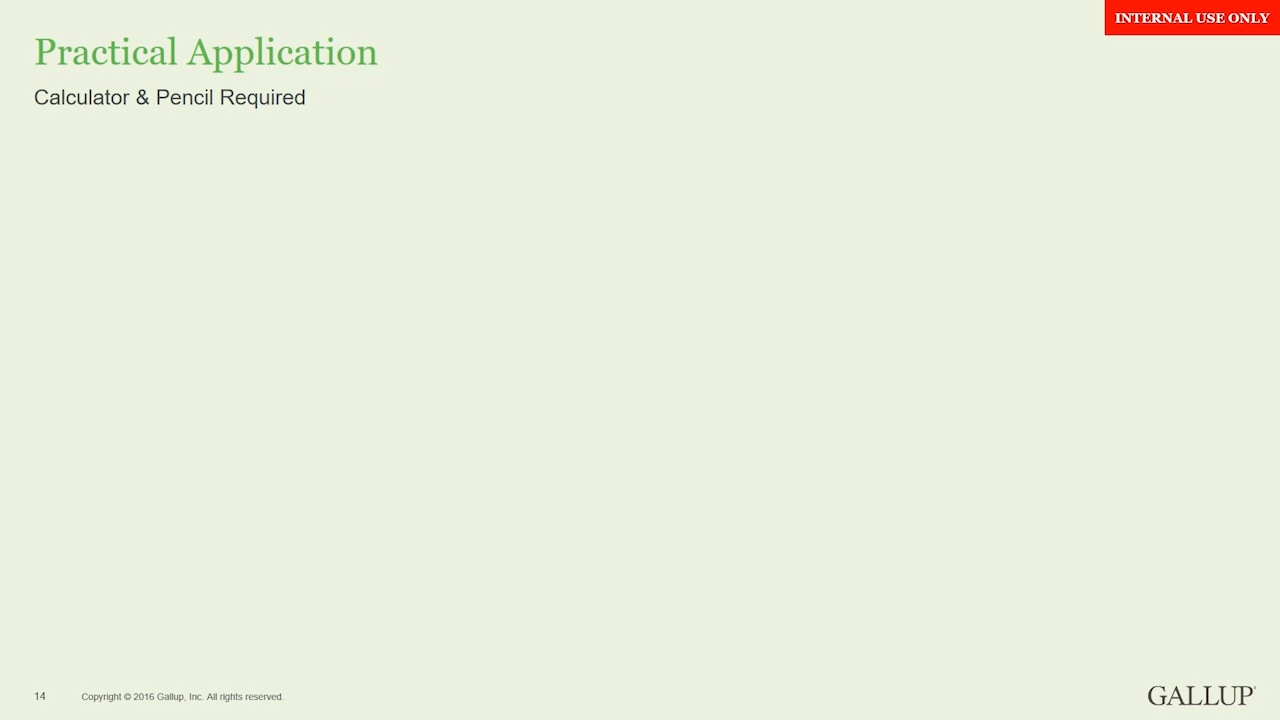 INTERNAL USE ONLY
Practical Application
Calculator & Pencil Required
14 Copyright © 2016 Gallup, Inc. All rights reserved.
GALLUP®